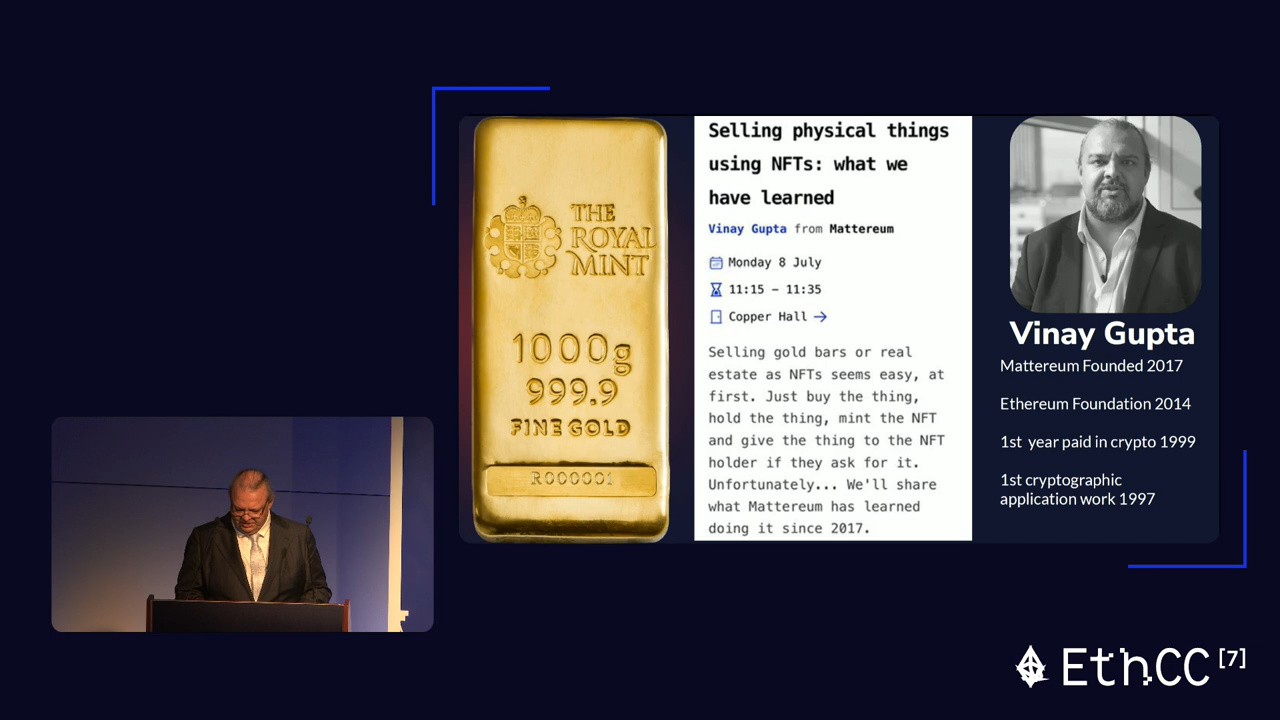 THE
ROYAL
MINT
1000g
999.9
FINE GOLD
R000001
Selling physical things
using NFTs: what we
have learned
Vinay Gupta from Mattereum
Monday 8 July
11:15 – 11:35
Copper Hall →
Selling gold bars or real
estate as NFTs seems easy, at
first. Just buy the thing,
hold the thing, mint the NFT
and give the thing to the NFT
holder if they ask for it.
Unfortunately... We'll share
what Mattereum has learned
doing it since 2017.
Vinay Gupta
Mattereum Founded 2017
Ethereum Foundation 2014
1st year paid in crypto 1999
1st cryptographic
application work 1997
EthCC [7]